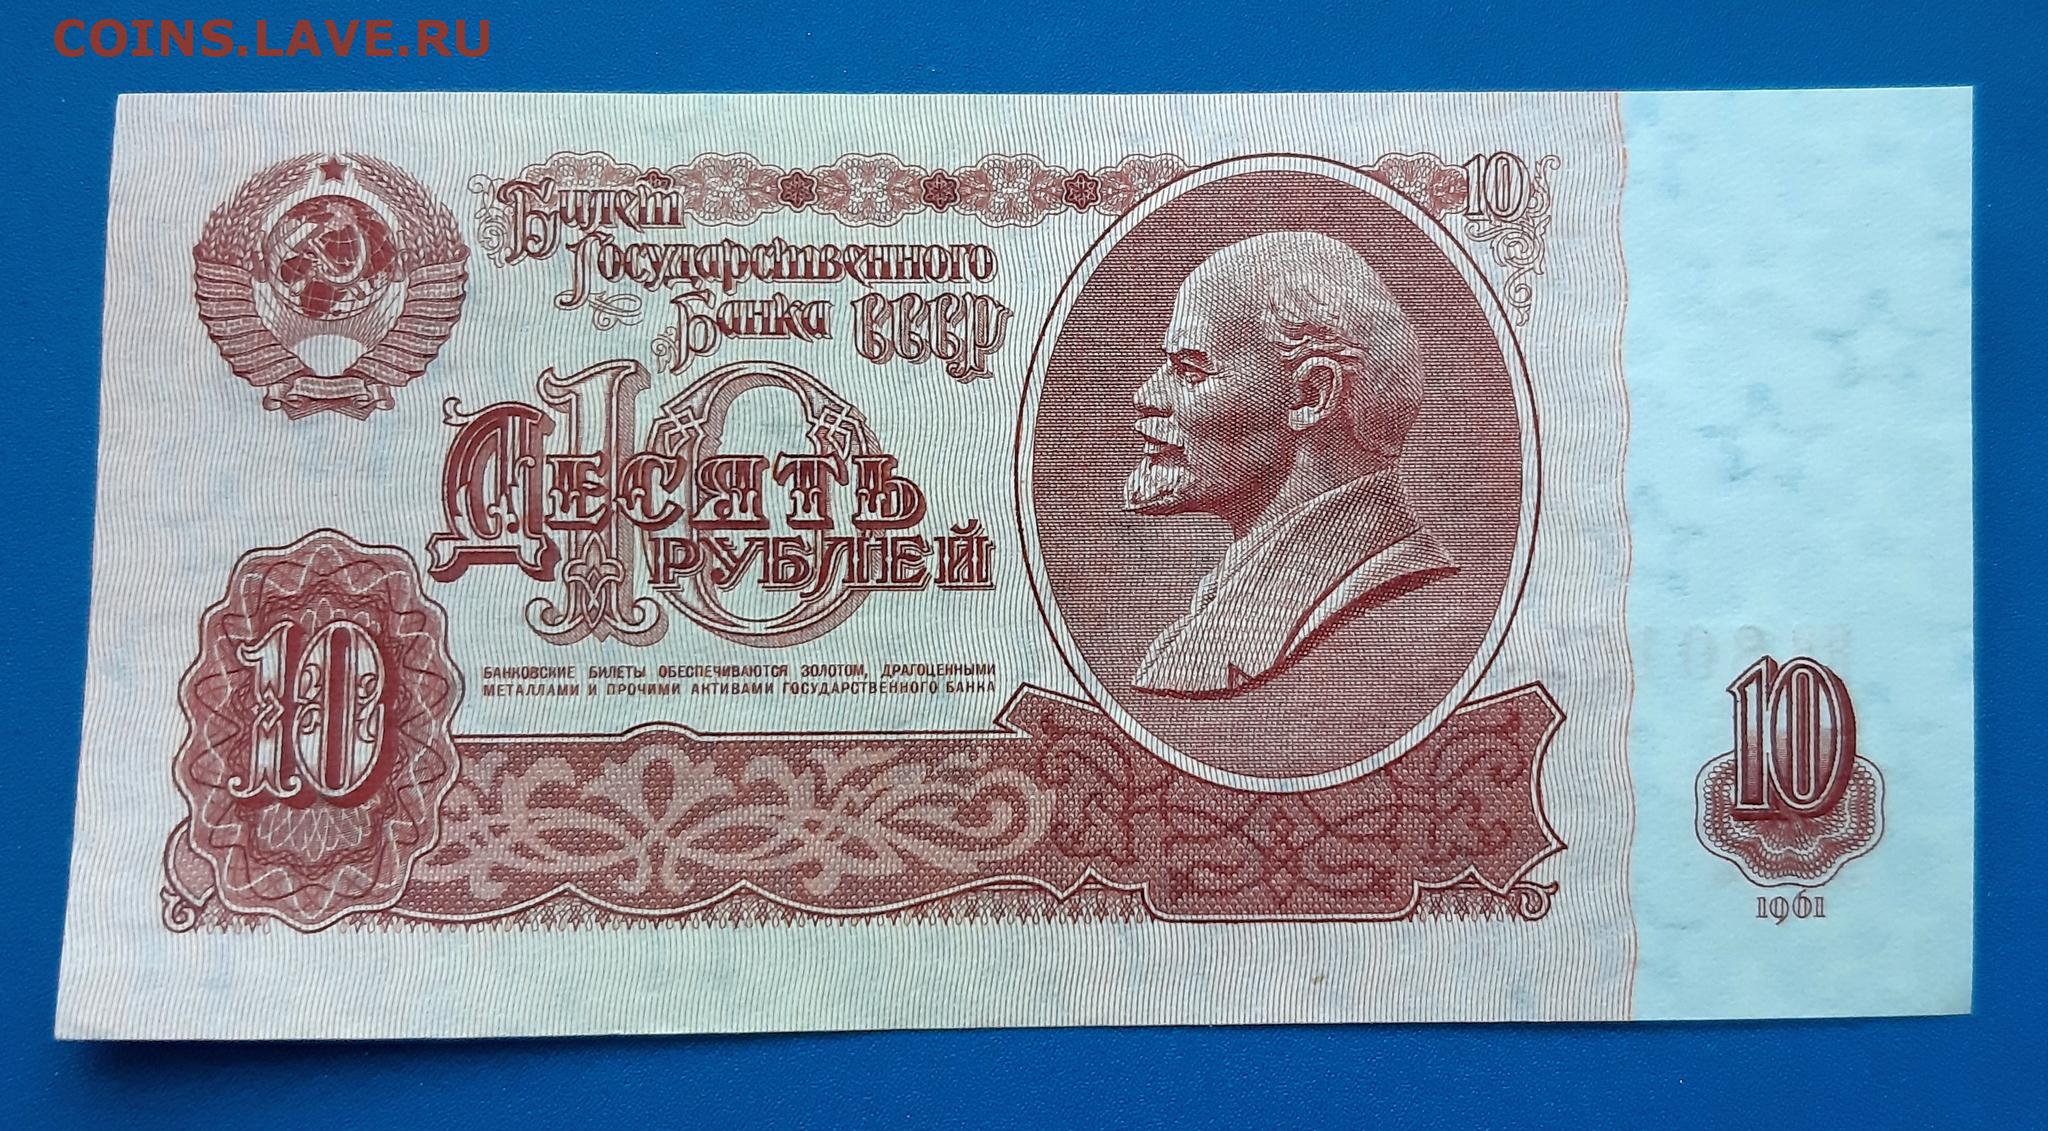 COINS.LAVE.RU
Билет
Государственного
Банка СССР
10
10
Десять
рублей
БАНКОВСКИЕ БИЛЕТЫ ОБЕСПЕЧИВАЮТСЯ ЗОЛОТОМ, ДРАГОЦЕННЫМИ
МЕТАЛЛАМИ И ПРОЧИМИ АКТИВАМИ ГОСУДАРСТВЕННОГО БАНКА
10
10
1961